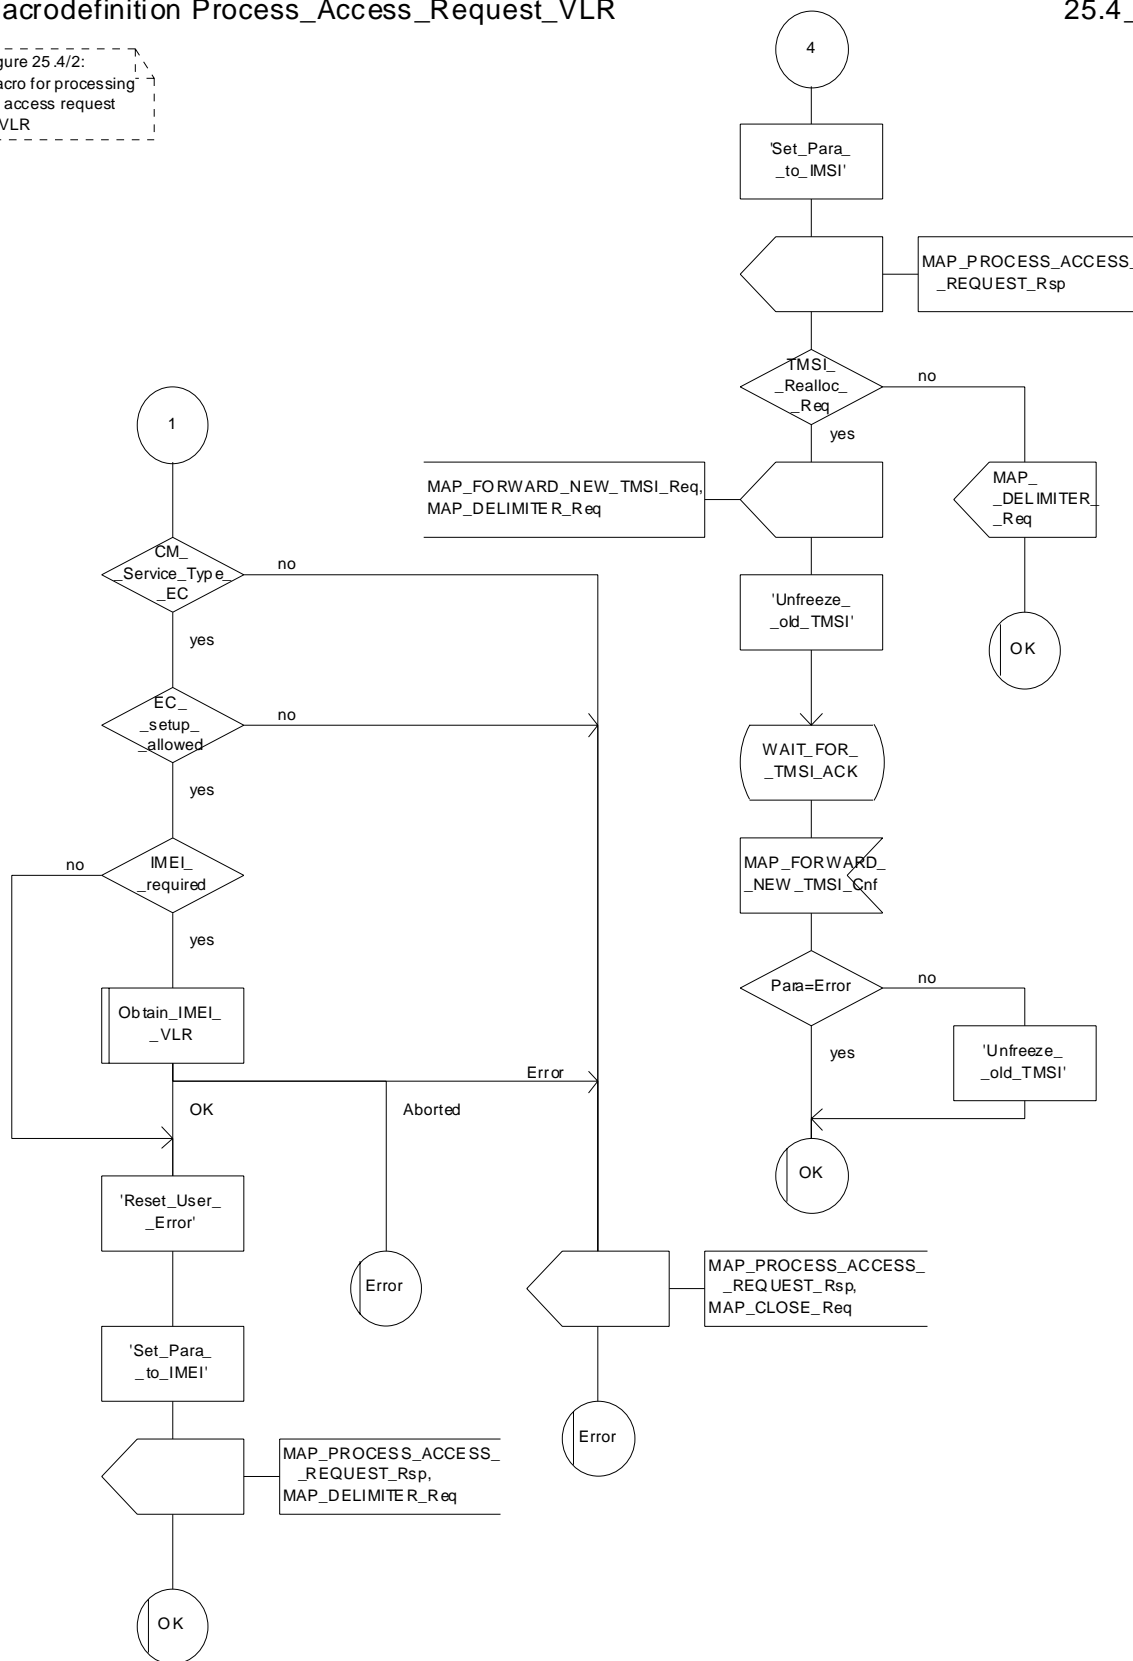 acrodefinition Process_Access_Request_VLR
25.4_
gure 25.4/2:
acro for processing
access request
VLR
4
'Set_Para_
_to_IMSI'
MAP_PROCESS_ACCESS_
_REQUEST_Rsp
TMSI_
_Realloc_
_Req
no
yes
MAP_FORWARD_NEW_TMSI_Req,
MAP_DELIMITER_Req
MAP_
_DELIMITER_
_Req
'Unfreeze_
_old_TMSI'
OK
WAIT_FOR_
_TMSI_ACK
MAP_FORWARD_
_NEW_TMSI_Cnf
Para=Error
no
yes
'Unfreeze_
_old_TMSI'
OK
1
CM_
_Service_Type_
_EC
no
yes
EC_
_setup_
_allowed
no
yes
IMEI_
_required
no
yes
Obtain_IMEI_
_VLR
Error
OK
Aborted
'Reset_User_
_Error'
Error
MAP_PROCESS_ACCESS_
_REQUEST_Rsp,
MAP_CLOSE_Req
'Set_Para_
_to_IMEI'
Error
MAP_PROCESS_ACCESS_
_REQUEST_Rsp,
MAP_DELIMITER_Req
OK